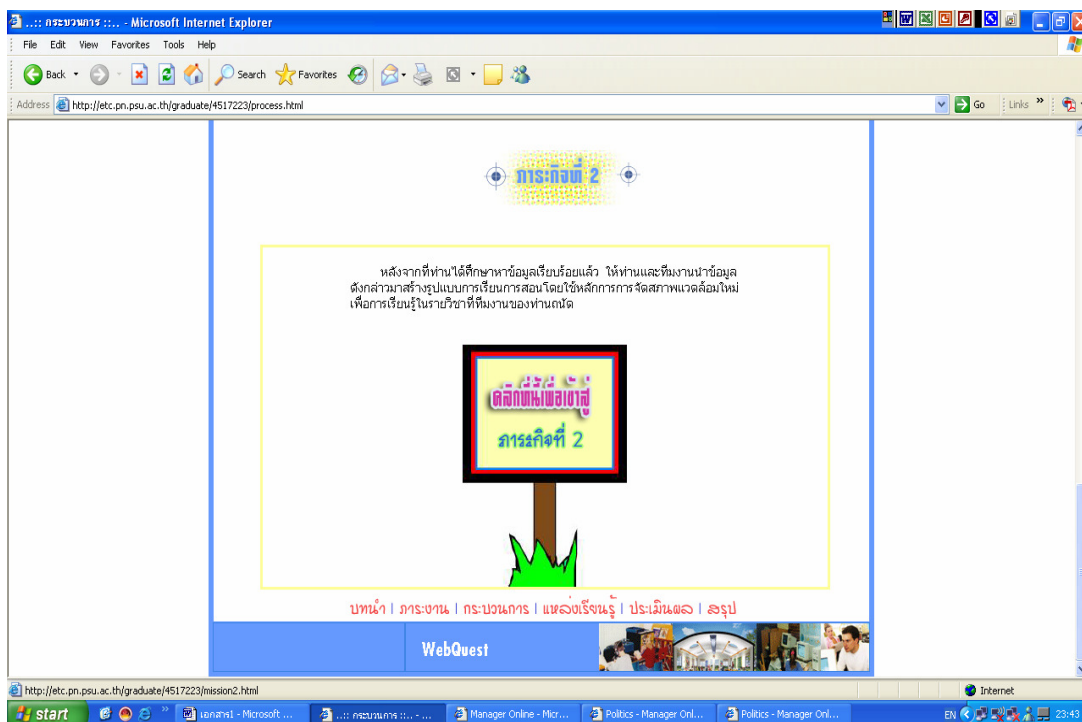 ..:: กระบวนการ ::.. - Microsoft Internet Explorer
File Edit View Favorites Tools Help
Back Search Favorites
Address http://etc.pn.psu.ac.th/graduate/4517223/process.html Go Links »
ภาระกิจที่ 2
หลังจากที่ท่านได้ศึกษาหาข้อมูลเรียบร้อยแล้ว ให้ท่านและทีมงานนำข้อมูล
ดังกล่าวมาสร้างรูปแบบการเรียนการสอนโดยใช้หลักการการจัดสภาพแวดล้อมใหม่
เพื่อการเรียนรู้ในรายวิชาที่ทีมงานของท่านถนัด
คลิกที่นี้เพื่อเข้าสู่
ภาระกิจที่ 2
บทนำ | ภาระงาน | กระบวนการ | แหล่งเรียนรู้ | ประเมินผล | สรุป
WebQuest
http://etc.pn.psu.ac.th/graduate/4517223/mission2.html Internet
start » เอกสาร1 - Microsoft ... ..:: กระบวนการ ::.. - ... Manager Online - Micr... Politics - Manager Onl... Politics - Manager Onl... EN 23:43